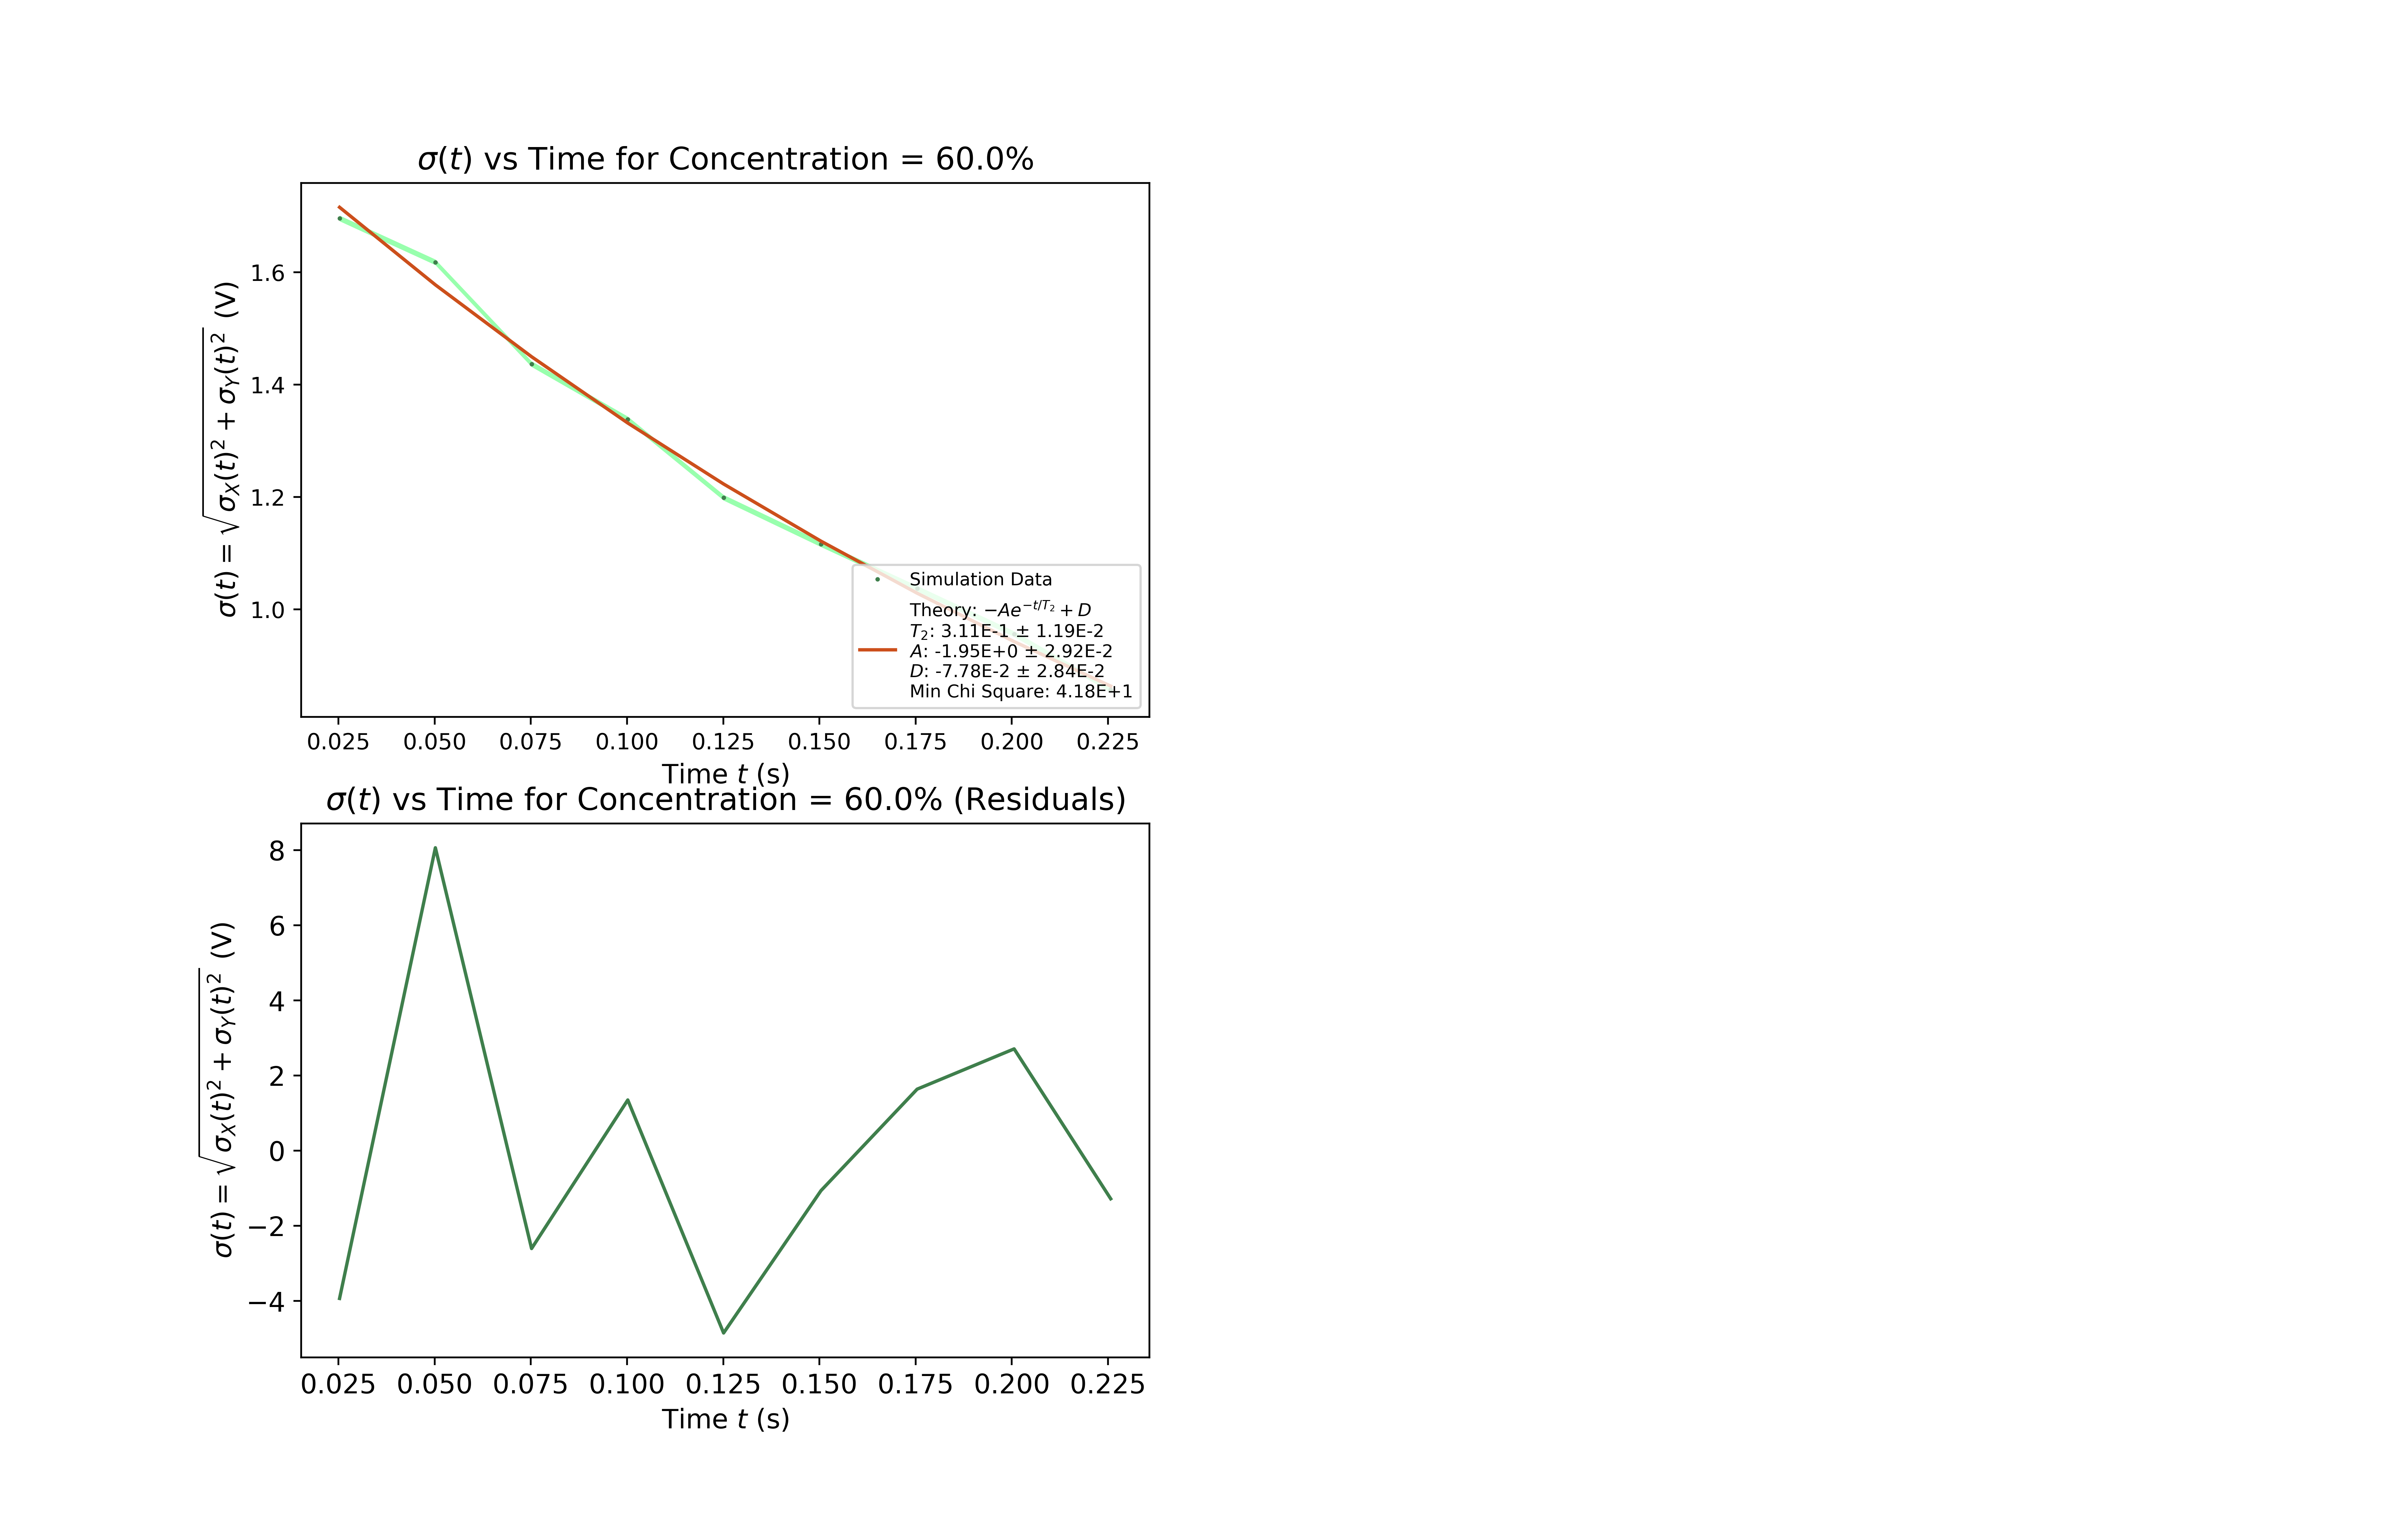 σ(t) vs Time for Concentration = 60.0%
σ(t) = √σ_X(t)² + σ_Y(t)² (V)
1.6
1.4
1.2
1.0
Simulation Data
Theory: −Ae^{−t/T₂} + D
T₂: 3.11E-1 ± 1.19E-2
A: -1.95E+0 ± 2.92E-2
D: -7.78E-2 ± 2.84E-2
Min Chi Square: 4.18E+1
0.025 0.050 0.075 0.100 0.125 0.150 0.175 0.200 0.225
Time t (s)
σ(t) vs Time for Concentration = 60.0% (Residuals)
σ(t) = √σ_X(t)² + σ_Y(t)² (V)
8
6
4
2
0
−2
−4
0.025 0.050 0.075 0.100 0.125 0.150 0.175 0.200 0.225
Time t (s)